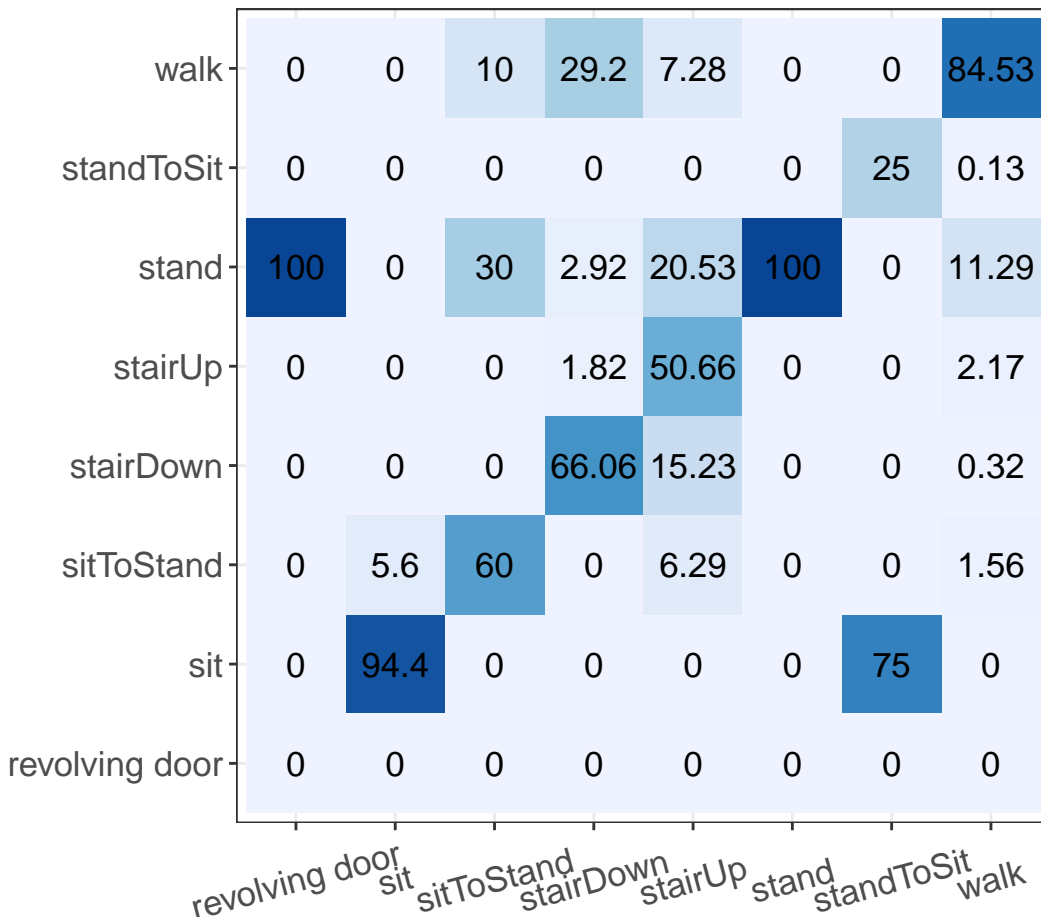 walk 0 0 10 29.2 7.28 0 0 84.53
standToSit 0 0 0 0 0 0 25 0.13
stand 100 0 30 2.92 20.53 100 0 11.29
stairUp 0 0 0 1.82 50.66 0 0 2.17
stairDown 0 0 0 66.06 15.23 0 0 0.32
sitToStand 0 5.6 60 0 6.29 0 0 1.56
sit 0 94.4 0 0 0 0 75 0
revolving door 0 0 0 0 0 0 0 0
revolving door sit sitToStand stairDown stairUp stand standToSit walk